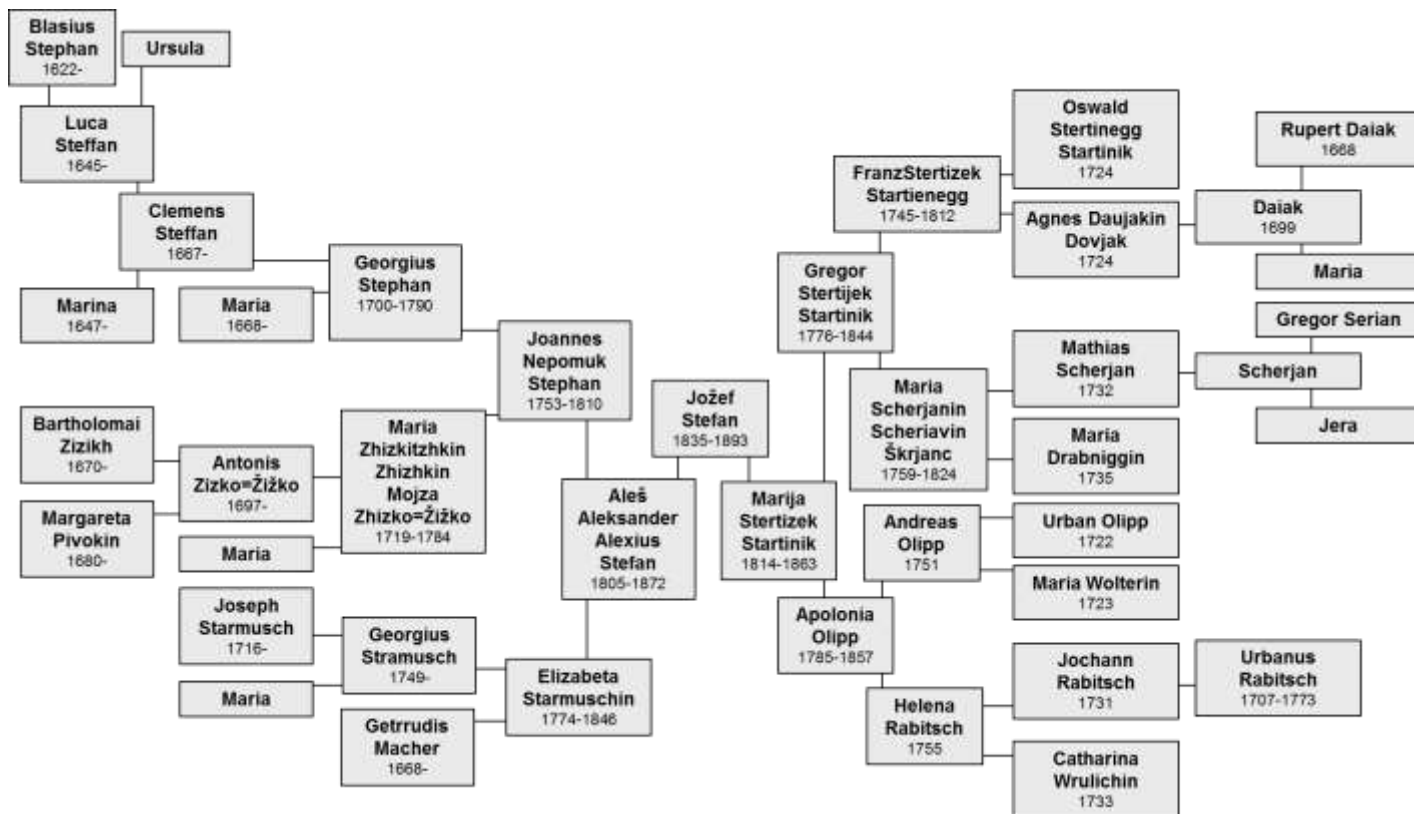 Blasius
Stephan
1622-
Ursula
Luca
Steffan
1645-
Clemens
Steffan
1667-
Marina
1647-
Maria
1668-
Georgius
Stephan
1700-1790
Joannes
Nepomuk
Stephan
1753-1810
Bartholomai
Zizikh
1670-
Margareta
Pivokin
1680-
Antonis
Zizko=Žižko
1697-
Maria
Maria
Zhizkitzhkin
Zhizhkin
Mojza
Zhizko=Žižko
1719-1784
Joseph
Starmusch
1716-
Maria
Georgius
Stramusch
1749-
Getrrudis
Macher
1668-
Elizabeta
Starmuschin
1774-1846
Aleš
Aleksander
Alexius
Stefan
1805-1872
Jožef
Stefan
1835-1893
Marija
Stertizek
Startinik
1814-1863
Gregor
Stertijek
Startinik
1776-1844
FranzStertizek
Startienegg
1745-1812
Oswald
Stertinegg
Startinik
1724
Agnes Daujakin
Dovjak
1724
Rupert Daiak
1668
Daiak
1699
Maria
Maria
Scherjanin
Scheriavin
Škrjanc
1759-1824
Mathias
Scherjan
1732
Gregor Serian
Scherjan
Jera
Maria
Drabniggin
1735
Apolonia
Olipp
1785-1857
Andreas
Olipp
1751
Urban Olipp
1722
Maria Wolterin
1723
Helena
Rabitsch
1755
Jochann
Rabitsch
1731
Urbanus
Rabitsch
1707-1773
Catharina
Wrulichin
1733